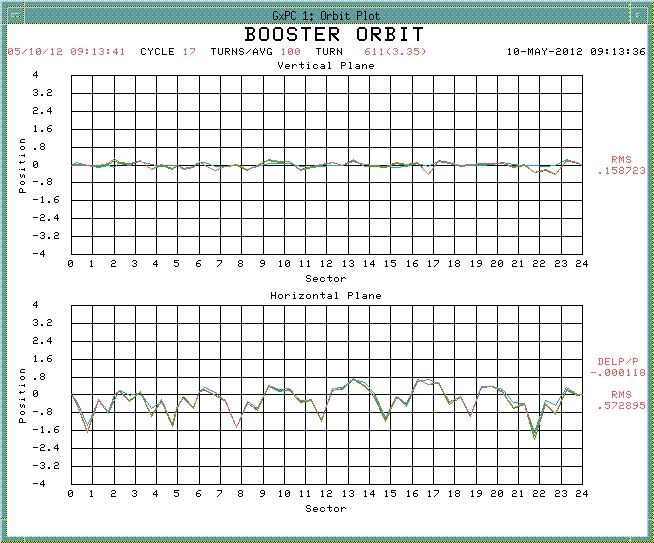 GxPC 1: Orbit Plot
BOOSTER ORBIT
05/10/12 09:13:41 CYCLE 17 TURNS/AVG 100 TURN 611(3.35) 10-MAY-2012 09:13:36
Vertical Plane
4
3.2
2.4
1.6
.8
0
-.8
-1.6
-2.4
-3.2
-4
Position
RMS
.158723
0 1 2 3 4 5 6 7 8 9 10 11 12 13 14 15 16 17 18 19 20 21 22 23 24
Sector
Horizontal Plane
4
3.2
2.4
1.6
.8
0
-.8
-1.6
-2.4
-3.2
-4
Position
DELP/P
-.000118
RMS
.572895
0 1 2 3 4 5 6 7 8 9 10 11 12 13 14 15 16 17 18 19 20 21 22 23 24
Sector